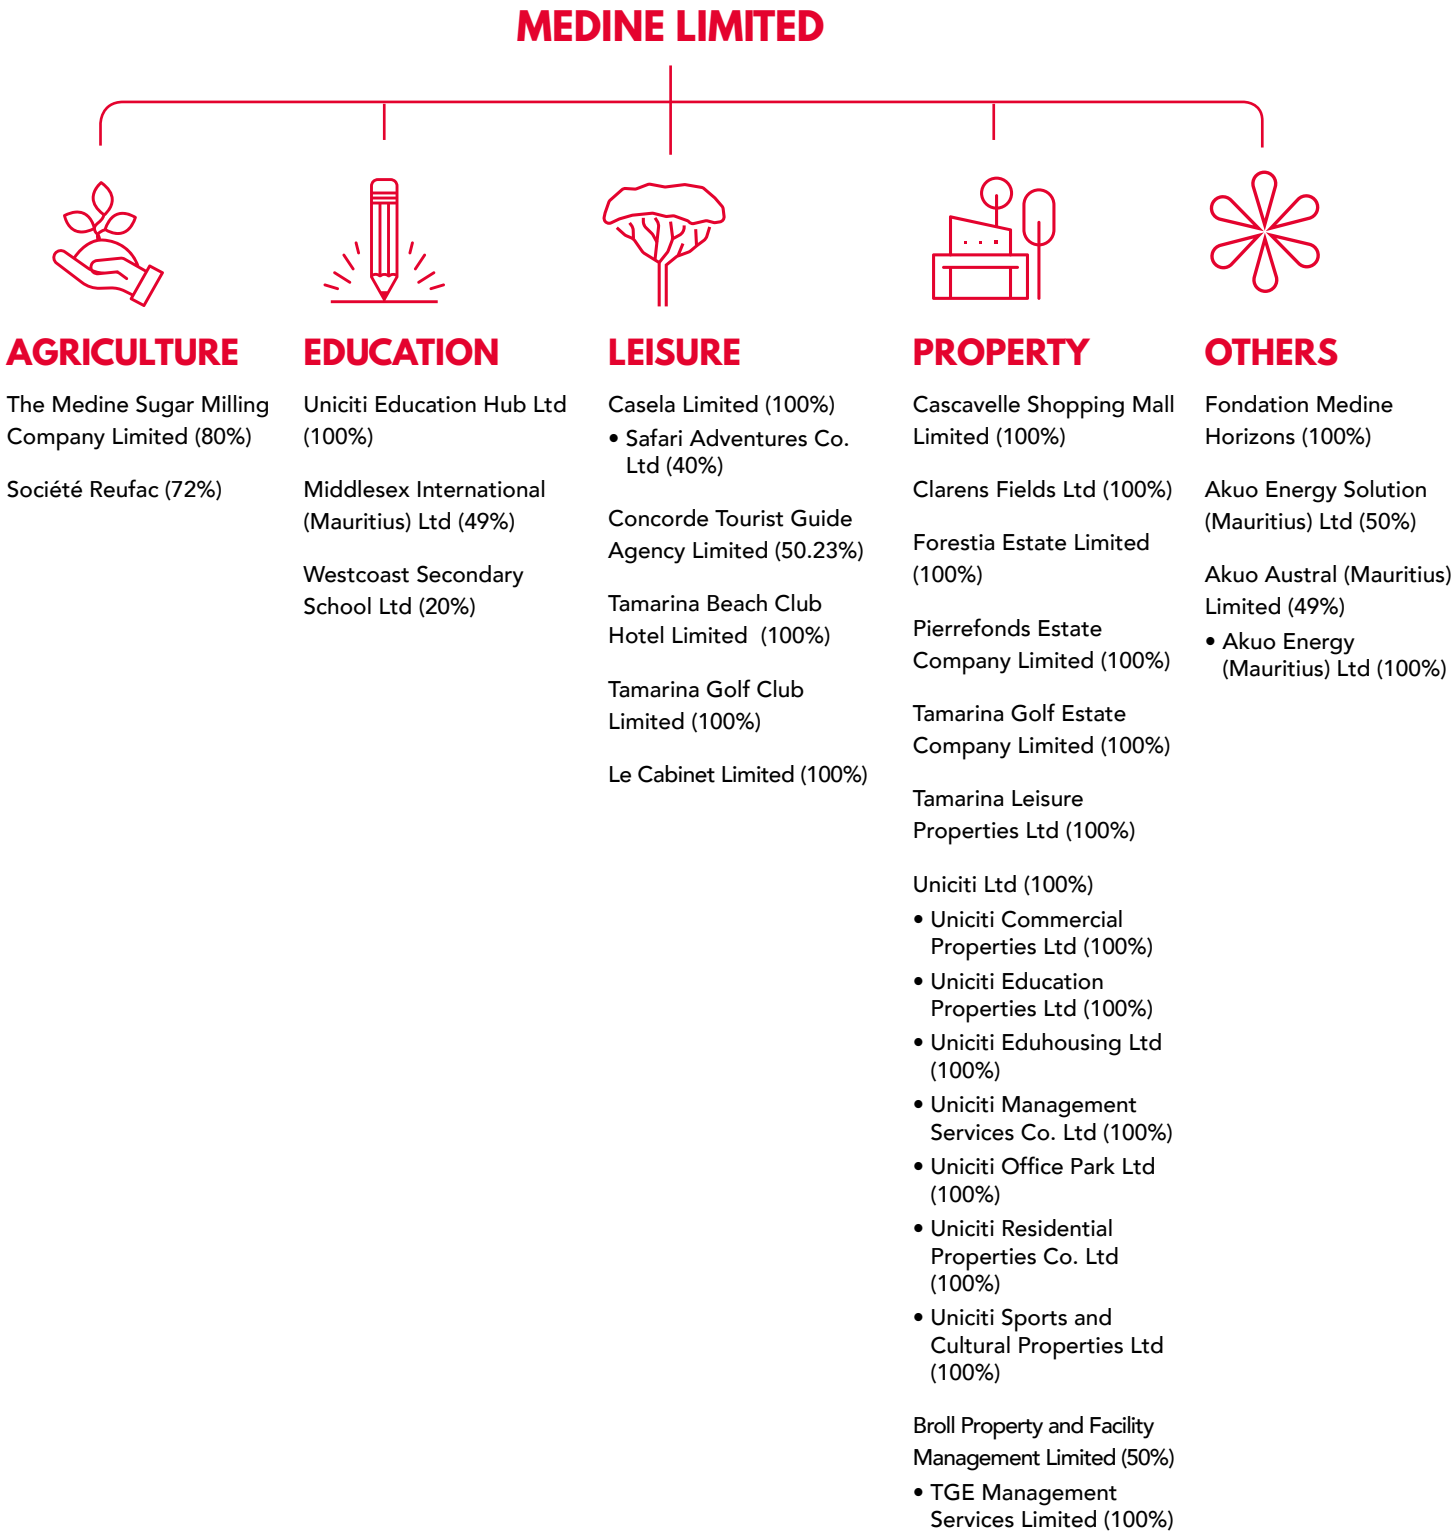 MEDINE LIMITED
AGRICULTURE
The Medine Sugar Milling
Company Limited (80%)
Société Reufac (72%)
EDUCATION
Uniciti Education Hub Ltd
(100%)
Middlesex International
(Mauritius) Ltd (49%)
Westcoast Secondary
School Ltd (20%)
LEISURE
Casela Limited (100%)
• Safari Adventures Co.
Ltd (40%)
Concorde Tourist Guide
Agency Limited (50.23%)
Tamarina Beach Club
Hotel Limited (100%)
Tamarina Golf Club
Limited (100%)
Le Cabinet Limited (100%)
PROPERTY
Cascavelle Shopping Mall
Limited (100%)
Clarens Fields Ltd (100%)
Forestia Estate Limited
(100%)
Pierrefonds Estate
Company Limited (100%)
Tamarina Golf Estate
Company Limited (100%)
Tamarina Leisure
Properties Ltd (100%)
Uniciti Ltd (100%)
• Uniciti Commercial
Properties Ltd (100%)
• Uniciti Education
Properties Ltd (100%)
• Uniciti Eduhousing Ltd
(100%)
• Uniciti Management
Services Co. Ltd (100%)
• Uniciti Office Park Ltd
(100%)
• Uniciti Residential
Properties Co. Ltd
(100%)
• Uniciti Sports and
Cultural Properties Ltd
(100%)
Broll Property and Facility
Management Limited (50%)
• TGE Management
Services Limited (100%)
OTHERS
Fondation Medine
Horizons (100%)
Akuo Energy Solution
(Mauritius) Ltd (50%)
Akuo Austral (Mauritius)
Limited (49%)
• Akuo Energy
(Mauritius) Ltd (100%)